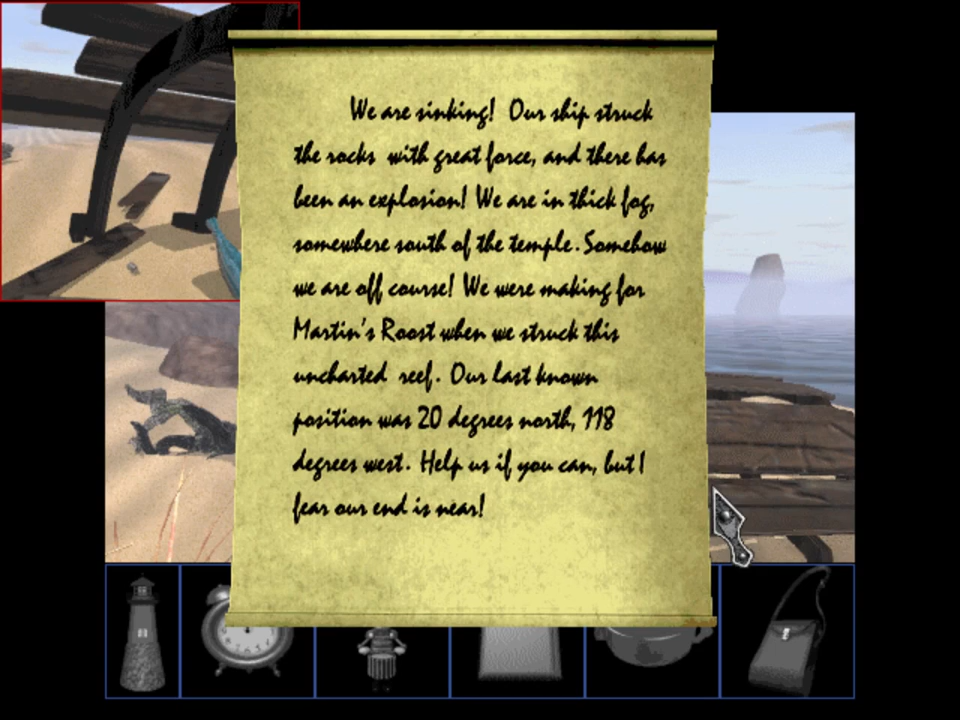 We are sinking! Our ship struck
the rocks with great force, and there has
been an explosion! We are in thick fog,
somewhere south of the temple. Somehow
we are off course! We were making for
Martin's Roost when we struck this
uncharted reef. Our last known
position was 20 degrees north, 118
degrees west. Help us if you can, but I
fear our end is near!